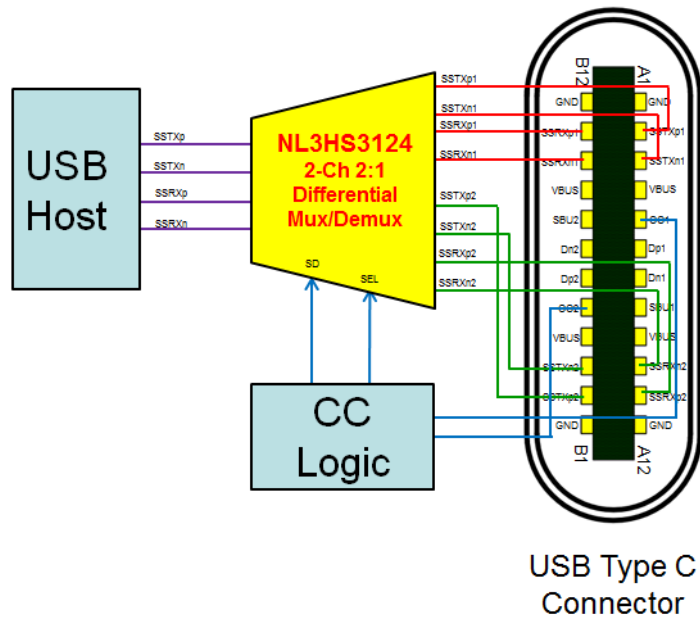 USB
Host
SSTXp
SSTXn
SSRXp
SSRXn
NL3HS3124
2-Ch 2:1
Differential
Mux/Demux
SD
SEL
SSTXp1
SSTXn1
SSRXp1
SSRXn1
SSTXp2
SSTXn2
SSRXp2
SSRXn2
CC
Logic
B12
A1
GND
GND
SSRXp1
SSTXp1
SSRXn1
SSTXn1
VBUS
VBUS
SBU2
CC1
Dn2
Dp1
Dp2
Dn1
CC2
SBU1
VBUS
VBUS
SSTXn2
SSRXn2
SSTXp2
SSRXp2
GND
GND
B1
A12
USB Type C
Connector